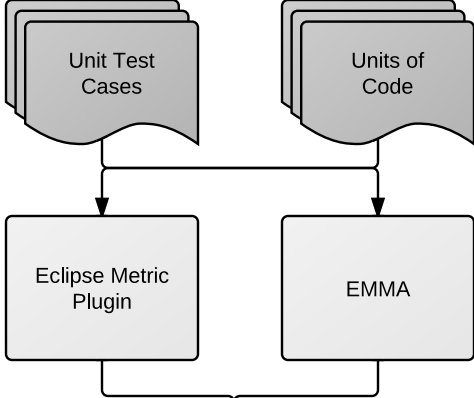 Unit Test
Cases
Units of
Code
Eclipse Metric
Plugin
EMMA